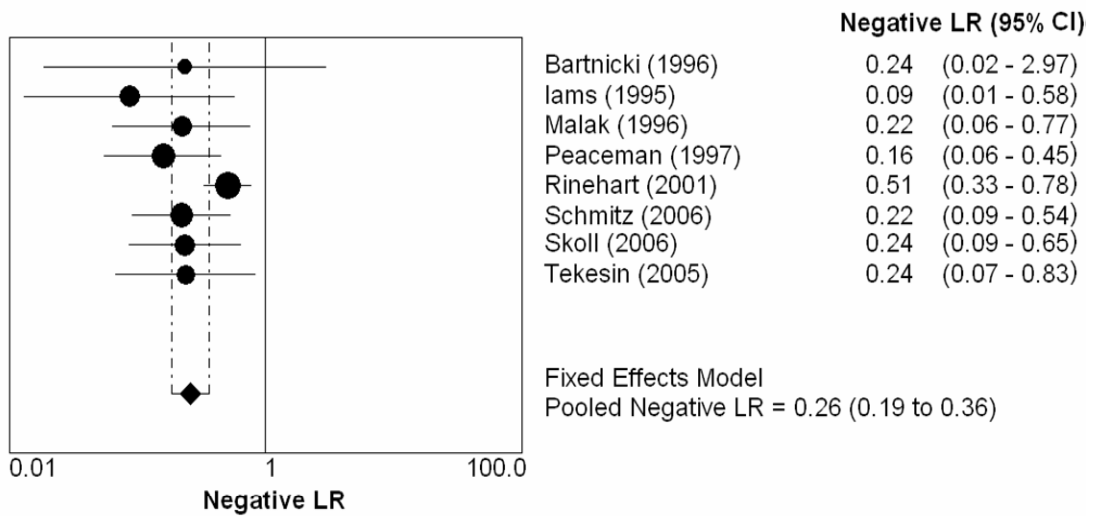 Negative LR (95% CI)
Bartnicki (1996) 0.24 (0.02 - 2.97)
Iams (1995) 0.09 (0.01 - 0.58)
Malak (1996) 0.22 (0.06 - 0.77)
Peaceman (1997) 0.16 (0.06 - 0.45)
Rinehart (2001) 0.51 (0.33 - 0.78)
Schmitz (2006) 0.22 (0.09 - 0.54)
Skoll (2006) 0.24 (0.09 - 0.65)
Tekesin (2005) 0.24 (0.07 - 0.83)
Fixed Effects Model
Pooled Negative LR = 0.26 (0.19 to 0.36)
0.01 1 100.0
Negative LR